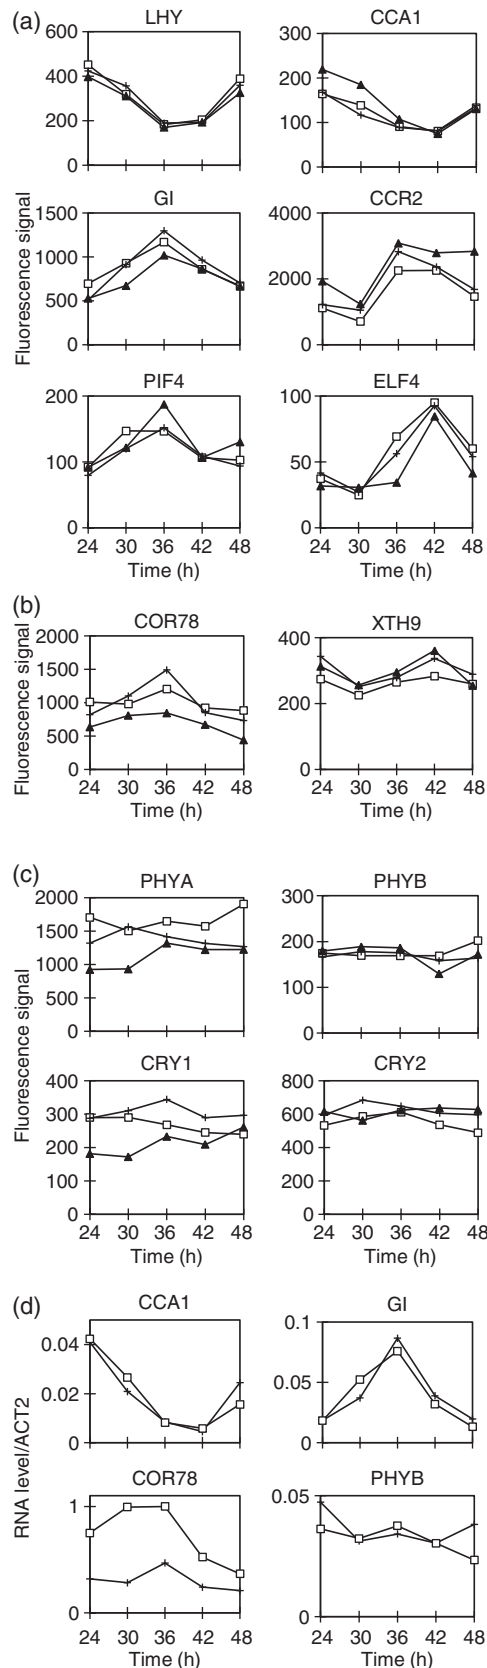 (a)
LHY CCA1
600 400 200 0
300 200 100 0
GI CCR2
1500 1000 500 0
4000 2000 0
Fluorescence signal
PIF4 ELF4
200 100 0
100 50 0
24 30 36 42 48 24 30 36 42 48
Time (h) Time (h)
(b)
COR78 XTH9
Fluorescence signal
2000 1500 1000 500 0
400 200 0
24 30 36 42 48 24 30 36 42 48
Time (h) Time (h)
(c)
PHYA PHYB
2000 1500 1000 500 0
300 200 100 0
Fluorescence signal
CRY1 CRY2
400 300 200 100 0
800 600 400 200 0
24 30 36 42 48 24 30 36 42 48
Time (h) Time (h)
(d)
CCA1 GI
0.04 0.02 0
0.1 0.05 0
RNA level/ACT2
COR78 PHYB
1 0
0.05 0
24 30 36 42 48 24 30 36 42 48
Time (h) Time (h)